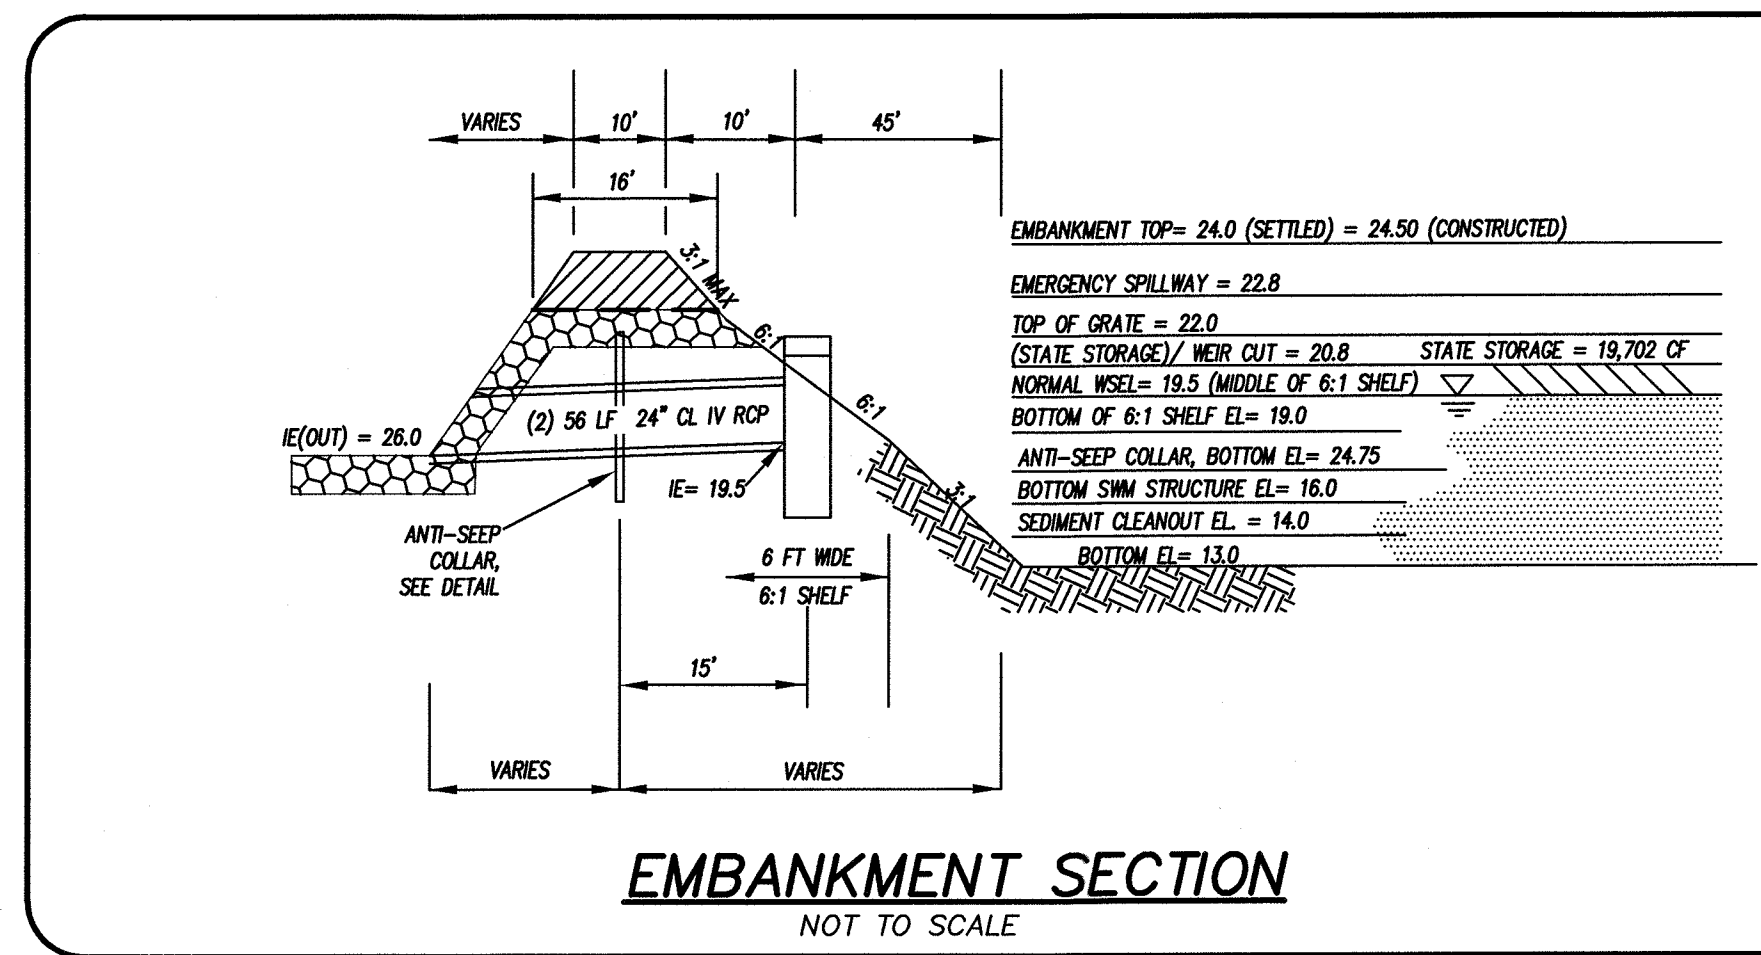 VARIES
10'
10'
45'
16'
EMBANKMENT TOP= 24.0 (SETTLED) = 24.50 (CONSTRUCTED)
3:1 MAX
EMERGENCY SPILLWAY = 22.8
TOP OF GRATE = 22.0
6:1
(STATE STORAGE)/ WEIR CUT = 20.8
STATE STORAGE = 19,702 CF
NORMAL WSEL= 19.5 (MIDDLE OF 6:1 SHELF)
6:1
BOTTOM OF 6:1 SHELF EL= 19.0
(2) 56 LF 24" CL IV RCP
IE(OUT) = 26.0
ANTI-SEEP COLLAR, BOTTOM EL= 24.75
IE= 19.5
BOTTOM SWM STRUCTURE EL= 16.0
3:1
SEDIMENT CLEANOUT EL. = 14.0
ANTI-SEEP
COLLAR,
SEE DETAIL
BOTTOM EL= 13.0
6 FT WIDE
6:1 SHELF
15'
VARIES
VARIES
EMBANKMENT SECTION
NOT TO SCALE